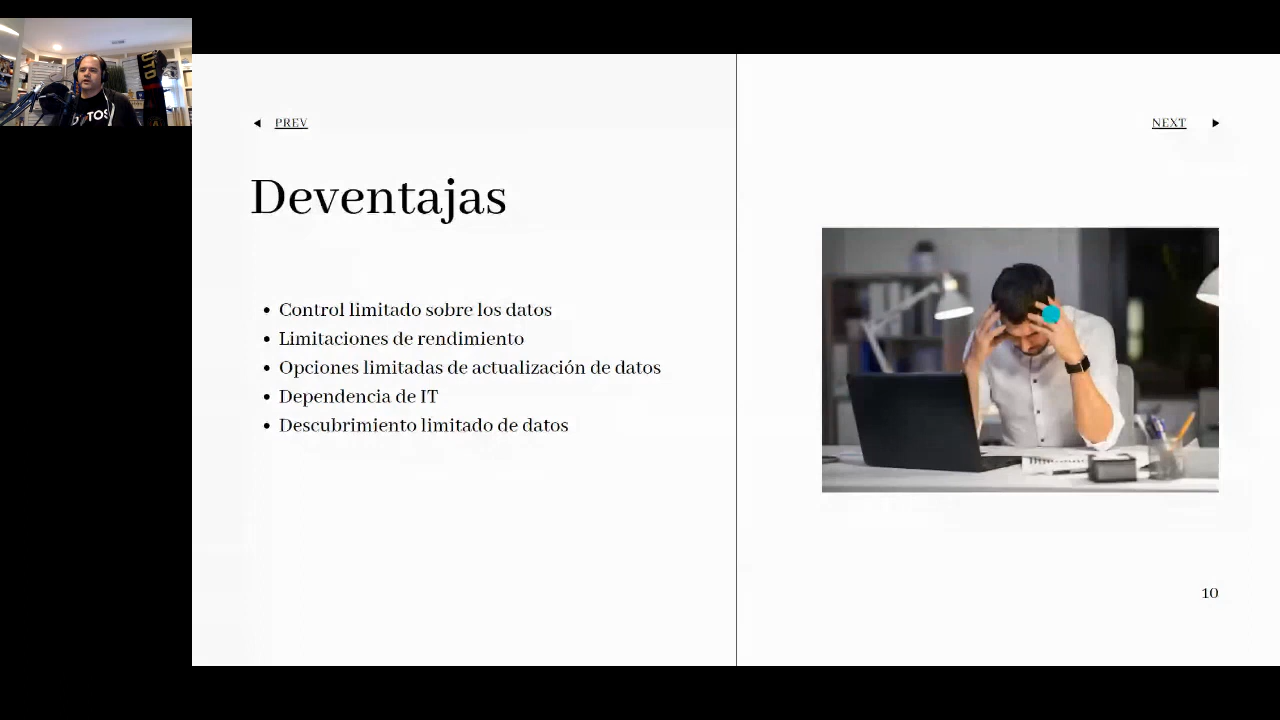 PREV
NEXT
Deventajas
Control limitado sobre los datos
Limitaciones de rendimiento
Opciones limitadas de actualización de datos
Dependencia de IT
Descubrimiento limitado de datos
10